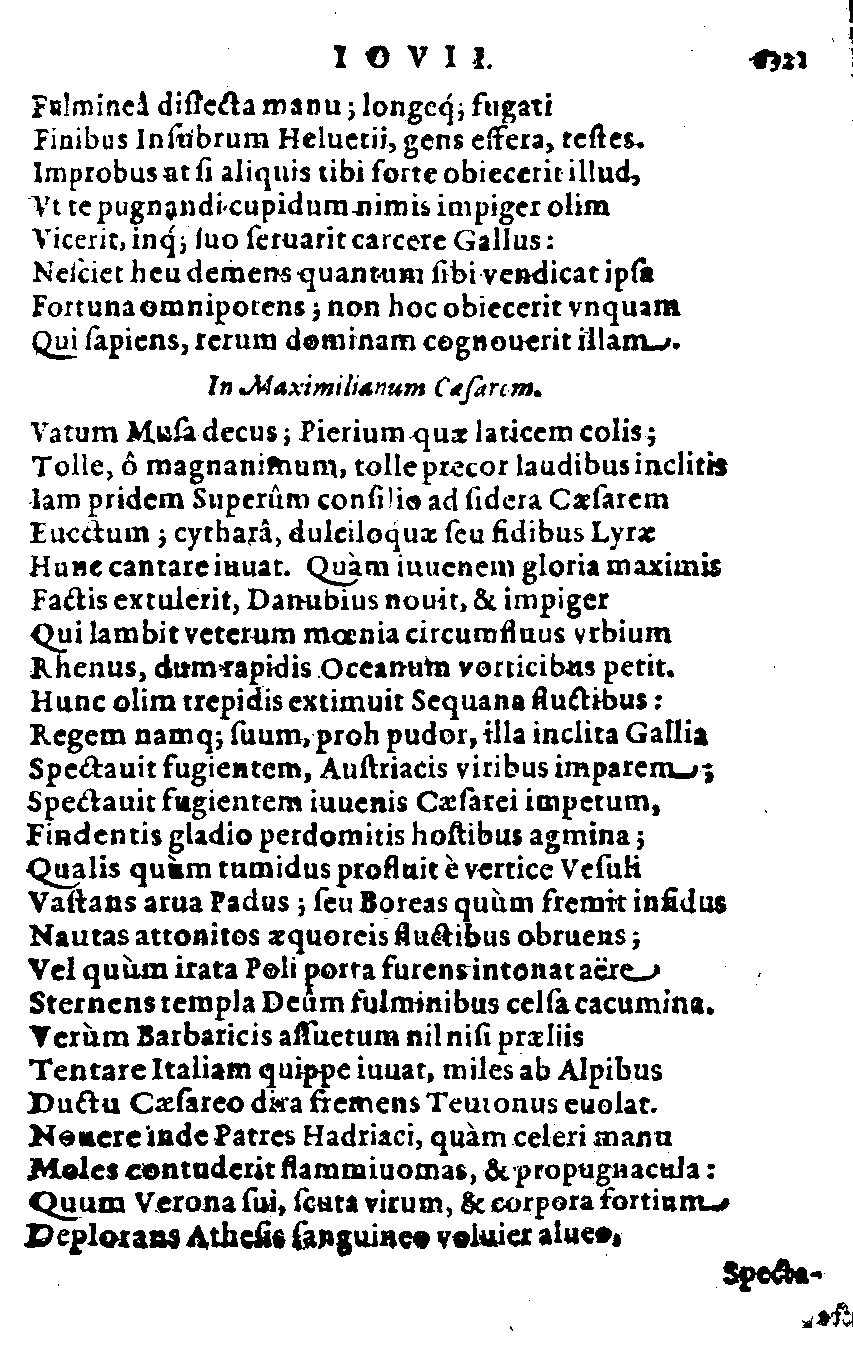 IOVII.
Fulmineâ diſſecta manu; longeq́; fugati
Finibus Inſubrum Heluetii, gens effera, teſtes.
Improbus at ſi aliquis tibi forte obiecerit illud,
Vt te pugnandi cupidum nimis impiger olim
Vicerit, inq́; ſuo ſeruarit carcere Gallus:
Neſciet heu demens quantum ſibi vendicat ipſa
Fortuna omnipotens; non hoc obiecerit vnquam
Qui ſapiens, rerum dominam cognouerit illam.
In Maximilianum Cæſarem.
Vatum Muſa decus; Pierium quæ laticem colis;
Tolle, ô magnanimum, tolle precor laudibus inclitis
Iam pridem Superûm conſilio ad ſidera Cæſarem
Euectum; cytharâ, dulciloquæ ſeu fidibus Lyræ
Hunc cantare iuuat. Quàm iuuenem gloria maximis
Factis extulerit, Danubius nouit, & impiger
Qui lambit veterum mœnia circumfluus vrbium
Rhenus, dum rapidis Oceanum vorticibus petit.
Hunc olim trepidis extimuit Sequana fluctibus:
Regem namq; ſuum, proh pudor, illa inclita Gallia
Spectauit fugientem, Auſtriacis viribus imparem;
Spectauit fugientem iuuenis Cæſarei impetum,
Findentis gladio perdomitis hoſtibus agmina;
Qualis quùm tumidus profluit è vertice Veſuli
Vaſtans arua Padus; ſeu Boreas quùm fremit infidus
Nautas attonitos æquoreis fluctibus obruens;
Vel quùm irata Poli porta furens intonat aëre
Sternens templa Deûm fulminibus celſa cacumina.
Verùm Barbaricis aſſuetum nil niſi præliis
Tentare Italiam quippe iuuat, miles ab Alpibus
Ductu Cæſareo dira fremens Teutonus euolat.
Nouere inde Patres Hadriaci, quàm celeri manu
Moles contuderit flammiuomas, & propugnacula:
Quum Verona ſui, ſcuta virum, & corpora fortium
Deplorans Atheſis ſanguineo voluier alueo,
Specta-